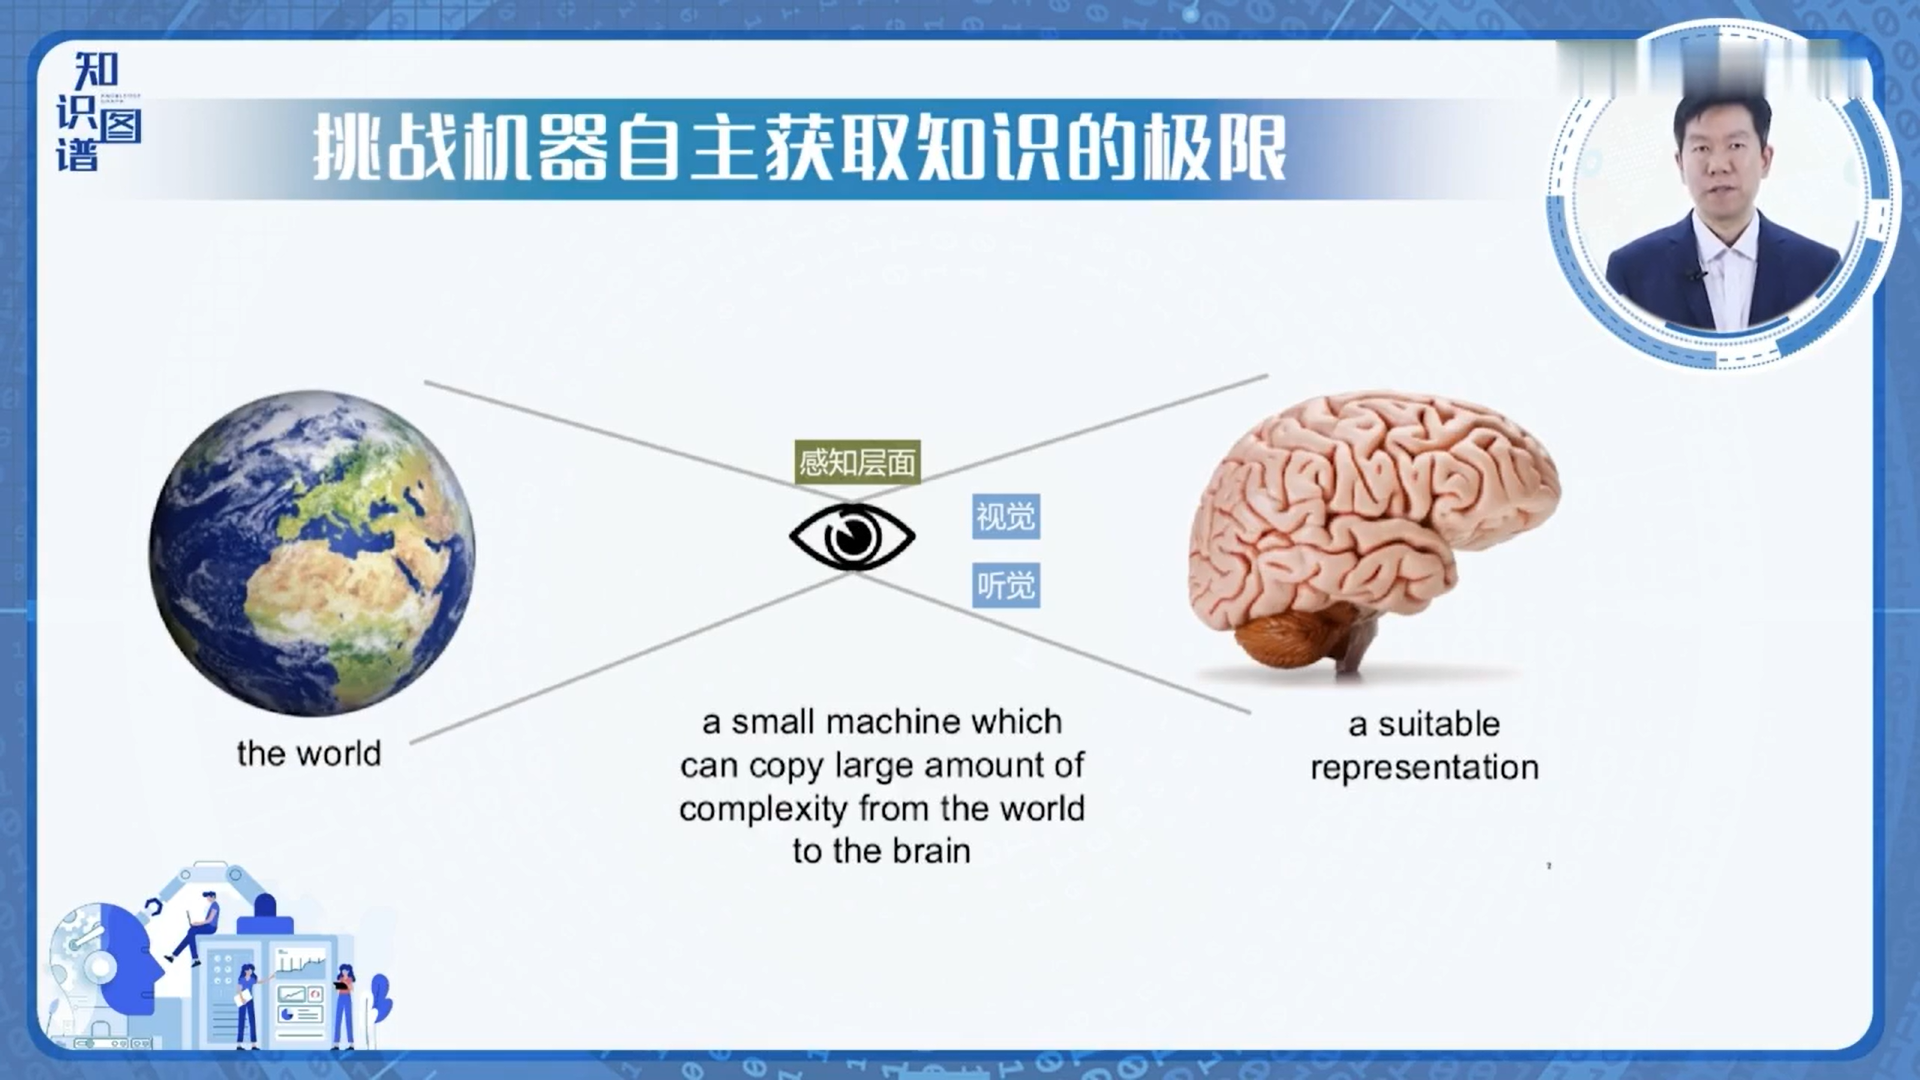 知
识图
谱
挑战机器自主获取知识的极限
感知层面
视觉
听觉
the world
a small machine which
can copy large amount of
complexity from the world
to the brain
a suitable
representation